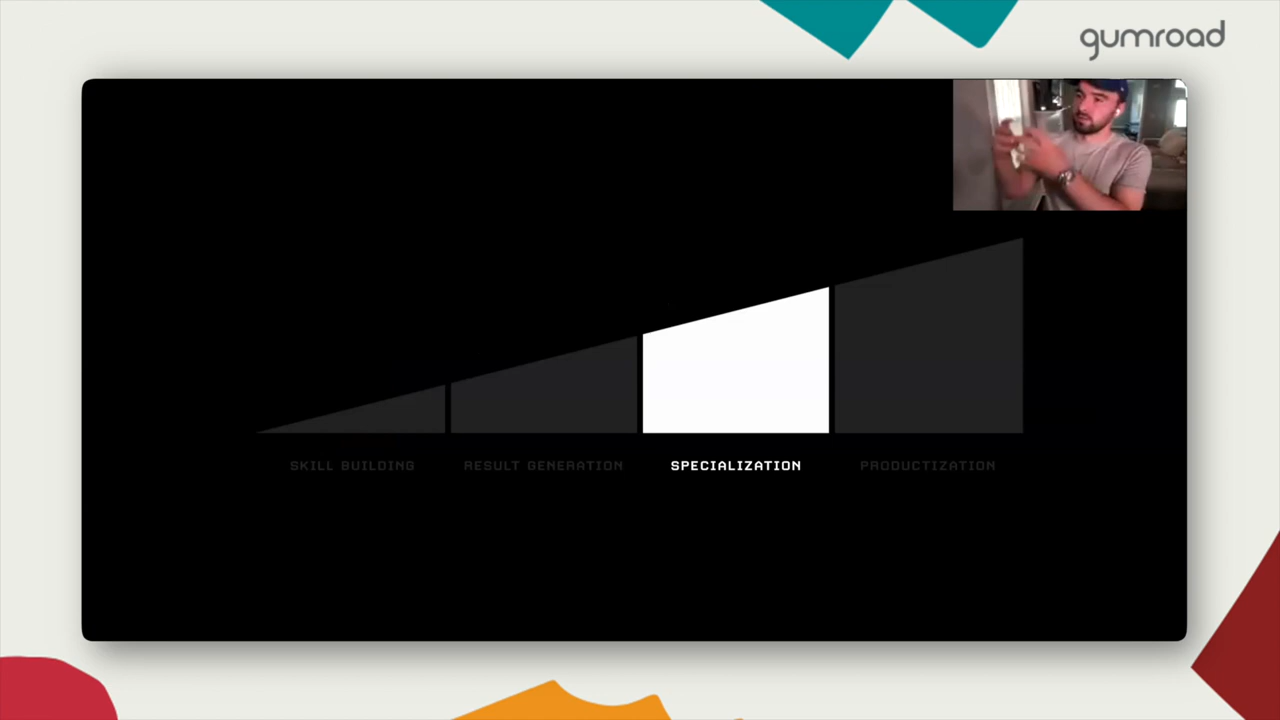 gumroad
SKILL BUILDING
RESULT GENERATION
SPECIALIZATION
PRODUCTIZATION